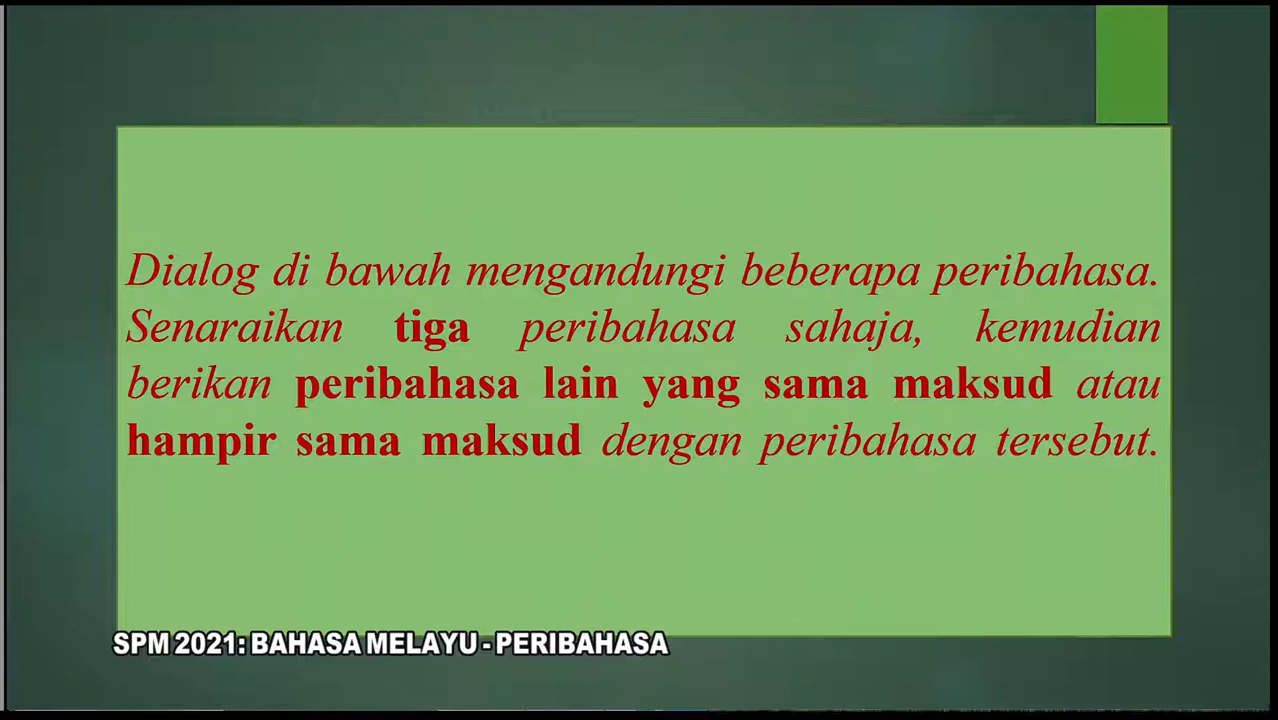 Dialog di bawah mengandungi beberapa peribahasa.
Senaraikan tiga peribahasa sahaja, kemudian
berikan peribahasa lain yang sama maksud atau
hampir sama maksud dengan peribahasa tersebut.
SPM 2021: BAHASA MELAYU - PERIBAHASA